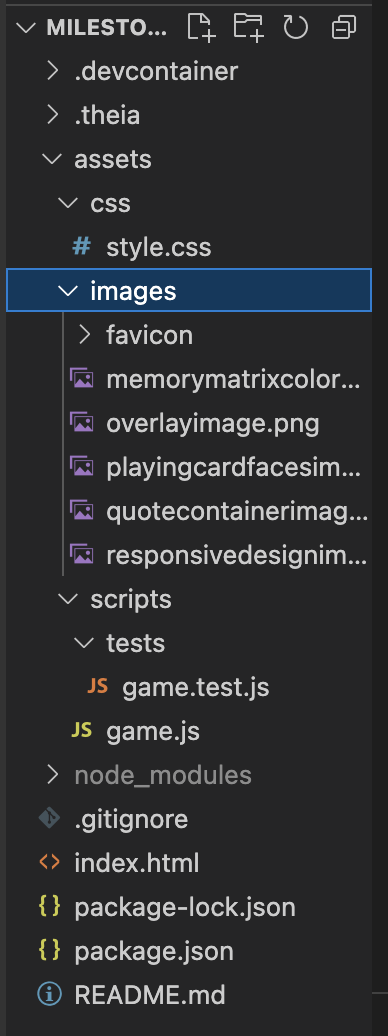 MILESTO...
.devcontainer
.theia
assets
css
# style.css
images
favicon
memorymatrixcolor...
overlayimage.png
playingcardfacesim...
quotecontainerimag...
responsivedesignim...
scripts
tests
JS game.test.js
JS game.js
node_modules
.gitignore
<> index.html
{} package-lock.json
{} package.json
README.md